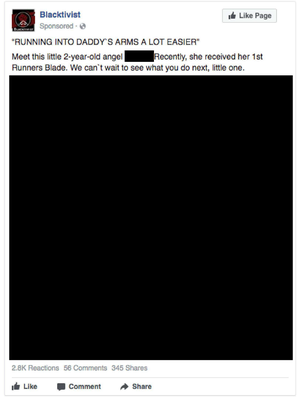 Blacktivist
Like Page
Sponsored ·
"RUNNING INTO DADDY`S ARMS A LOT EASIER"
Meet this little 2-year-old angel Recently, she received her 1st
Runners Blade. We can`t wait to see what you do next, little one.
2.8K Reactions 56 Comments 345 Shares
Like Comment Share